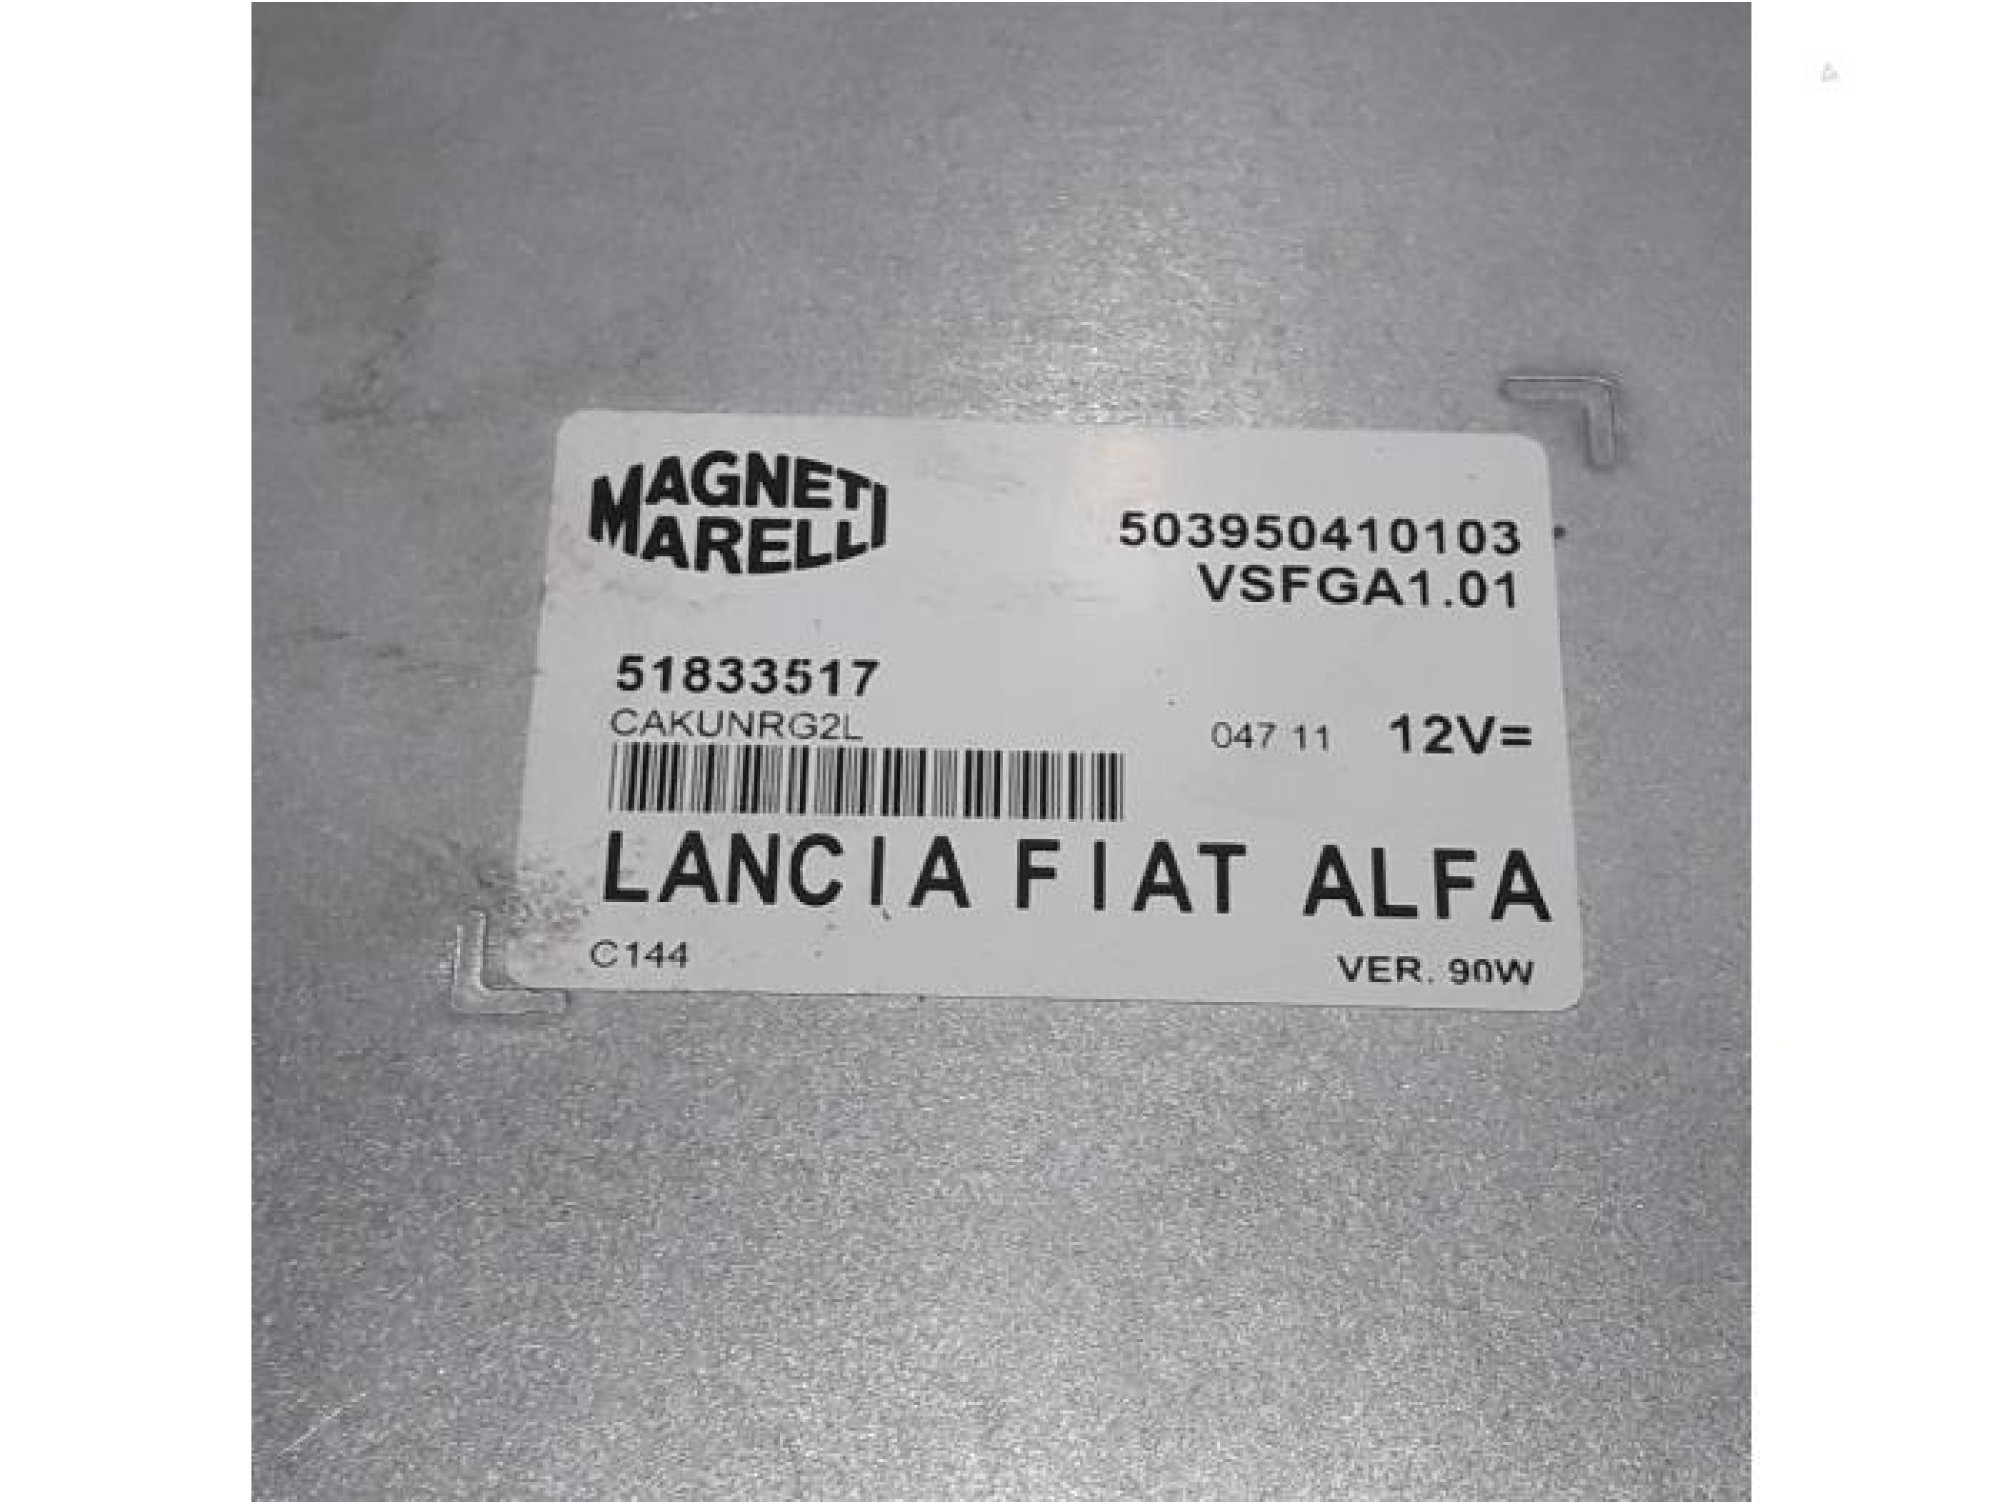 MAGNETI
MARELLI
503950410103
VSFGA1.01
51833517
CAKUNRG2L
047 11 12V=
LANCIA FIAT ALFA
C144
VER. 90W